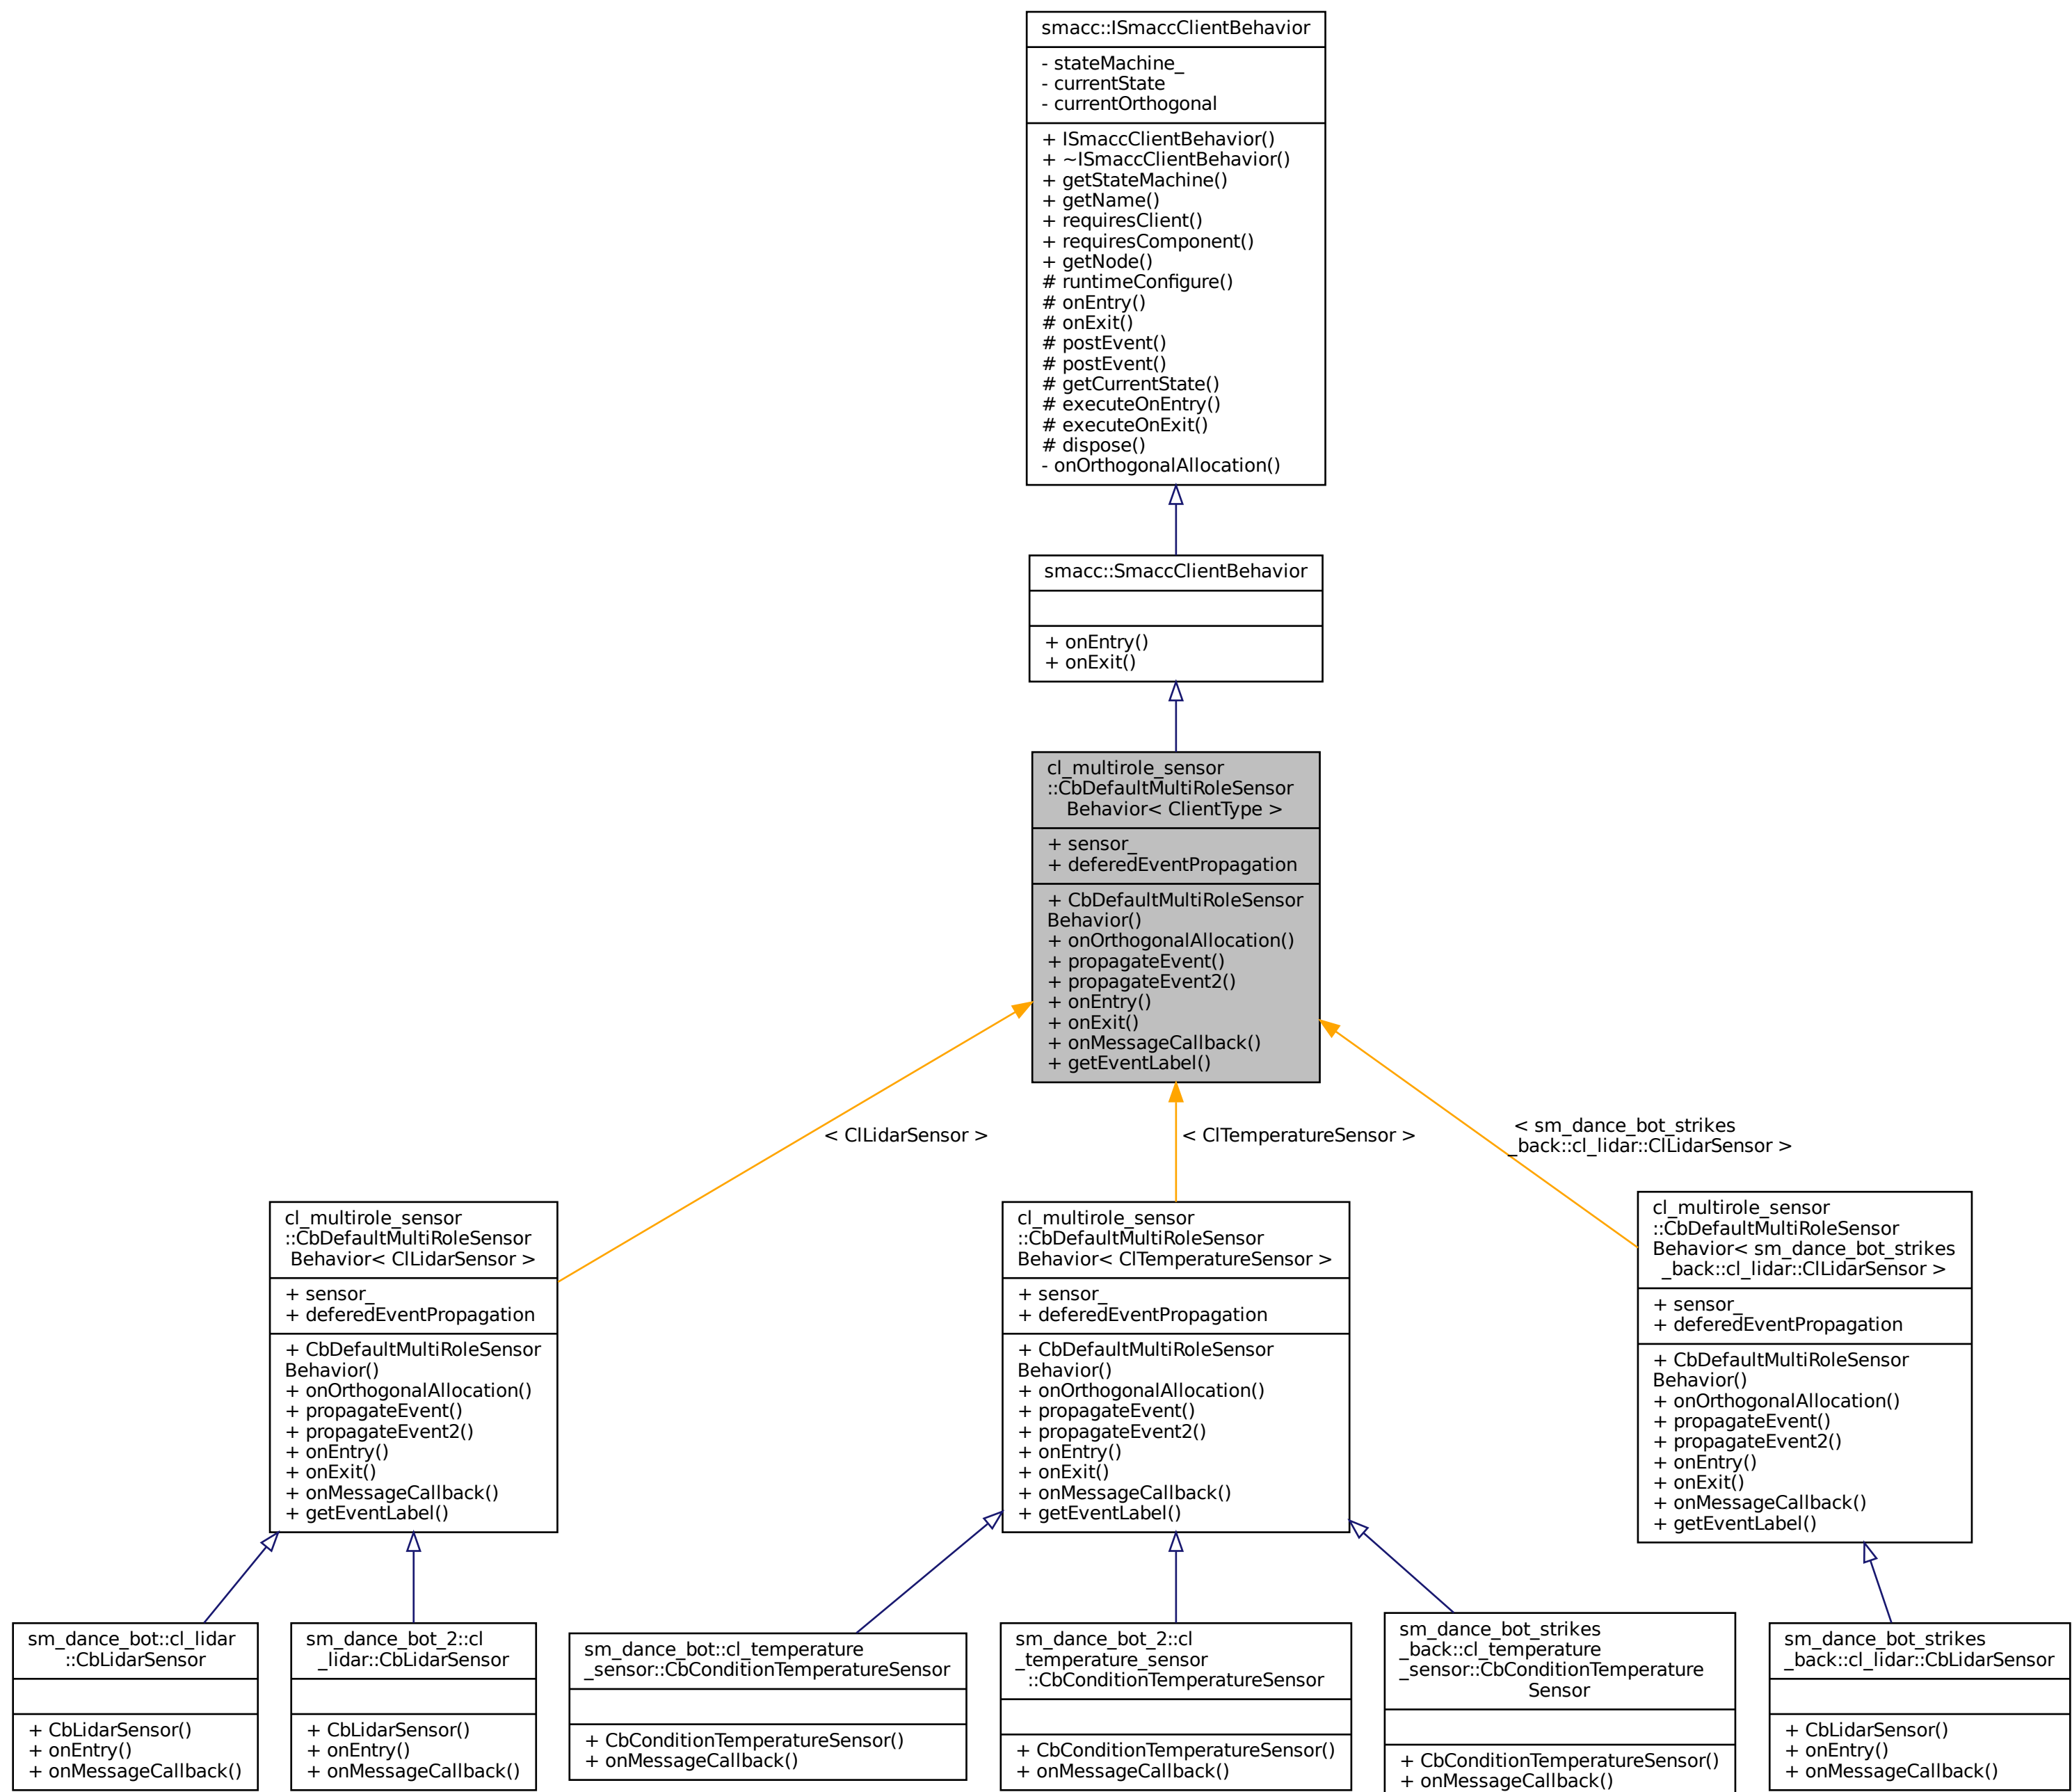 smacc::ISmaccClientBehavior
- stateMachine_
- currentState
- currentOrthogonal
+ ISmaccClientBehavior()
+ ~ISmaccClientBehavior()
+ getStateMachine()
+ getName()
+ requiresClient()
+ requiresComponent()
+ getNode()
# runtimeConfigure()
# onEntry()
# onExit()
# postEvent()
# postEvent()
# getCurrentState()
# executeOnEntry()
# executeOnExit()
# dispose()
- onOrthogonalAllocation()
smacc::SmaccClientBehavior
+ onEntry()
+ onExit()
cl_multirole_sensor
::CbDefaultMultiRoleSensor
Behavior< ClientType >
+ sensor_
+ deferedEventPropagation
+ CbDefaultMultiRoleSensor
Behavior()
+ onOrthogonalAllocation()
+ propagateEvent()
+ propagateEvent2()
+ onEntry()
+ onExit()
+ onMessageCallback()
+ getEventLabel()
< ClLidarSensor >
< ClTemperatureSensor >
< sm_dance_bot_strikes
_back::cl_lidar::ClLidarSensor >
cl_multirole_sensor
::CbDefaultMultiRoleSensor
Behavior< ClLidarSensor >
+ sensor_
+ deferedEventPropagation
+ CbDefaultMultiRoleSensor
Behavior()
+ onOrthogonalAllocation()
+ propagateEvent()
+ propagateEvent2()
+ onEntry()
+ onExit()
+ onMessageCallback()
+ getEventLabel()
cl_multirole_sensor
::CbDefaultMultiRoleSensor
Behavior< ClTemperatureSensor >
+ sensor_
+ deferedEventPropagation
+ CbDefaultMultiRoleSensor
Behavior()
+ onOrthogonalAllocation()
+ propagateEvent()
+ propagateEvent2()
+ onEntry()
+ onExit()
+ onMessageCallback()
+ getEventLabel()
cl_multirole_sensor
::CbDefaultMultiRoleSensor
Behavior< sm_dance_bot_strikes
_back::cl_lidar::ClLidarSensor >
+ sensor_
+ deferedEventPropagation
+ CbDefaultMultiRoleSensor
Behavior()
+ onOrthogonalAllocation()
+ propagateEvent()
+ propagateEvent2()
+ onEntry()
+ onExit()
+ onMessageCallback()
+ getEventLabel()
sm_dance_bot::cl_lidar
::CbLidarSensor
+ CbLidarSensor()
+ onEntry()
+ onMessageCallback()
sm_dance_bot_2::cl
_lidar::CbLidarSensor
+ CbLidarSensor()
+ onEntry()
+ onMessageCallback()
sm_dance_bot::cl_temperature
_sensor::CbConditionTemperatureSensor
+ CbConditionTemperatureSensor()
+ onMessageCallback()
sm_dance_bot_2::cl
_temperature_sensor
::CbConditionTemperatureSensor
+ CbConditionTemperatureSensor()
+ onMessageCallback()
sm_dance_bot_strikes
_back::cl_temperature
_sensor::CbConditionTemperature
Sensor
+ CbConditionTemperatureSensor()
+ onMessageCallback()
sm_dance_bot_strikes
_back::cl_lidar::CbLidarSensor
+ CbLidarSensor()
+ onEntry()
+ onMessageCallback()